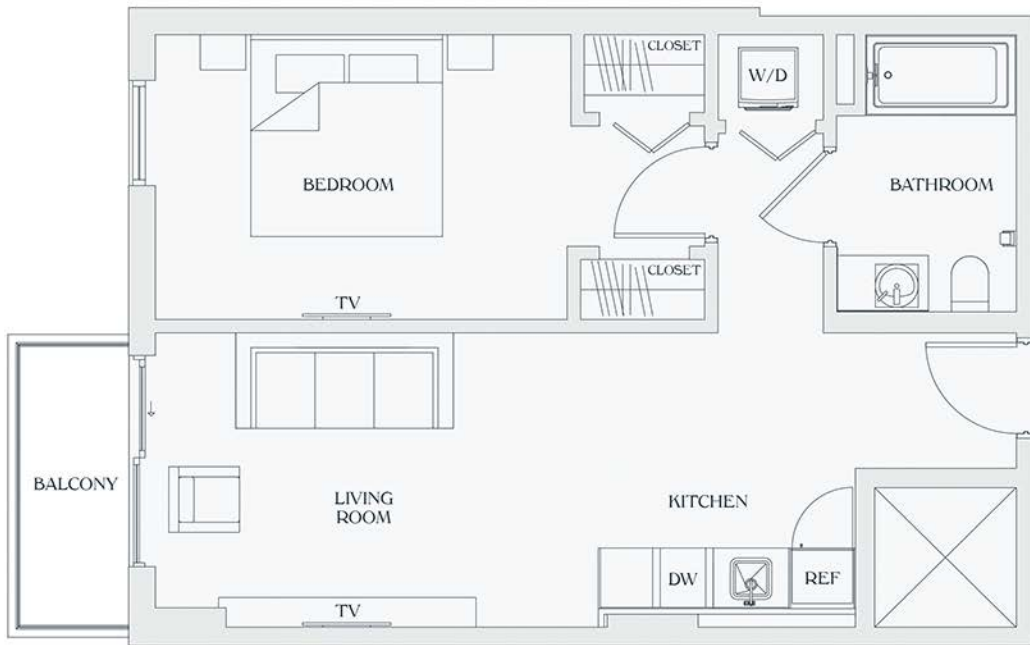 CLOSET
W/D
BEDROOM
BATHROOM
CLOSET
TV
BALCONY
LIVING
ROOM
KITCHEN
DW
REF
TV